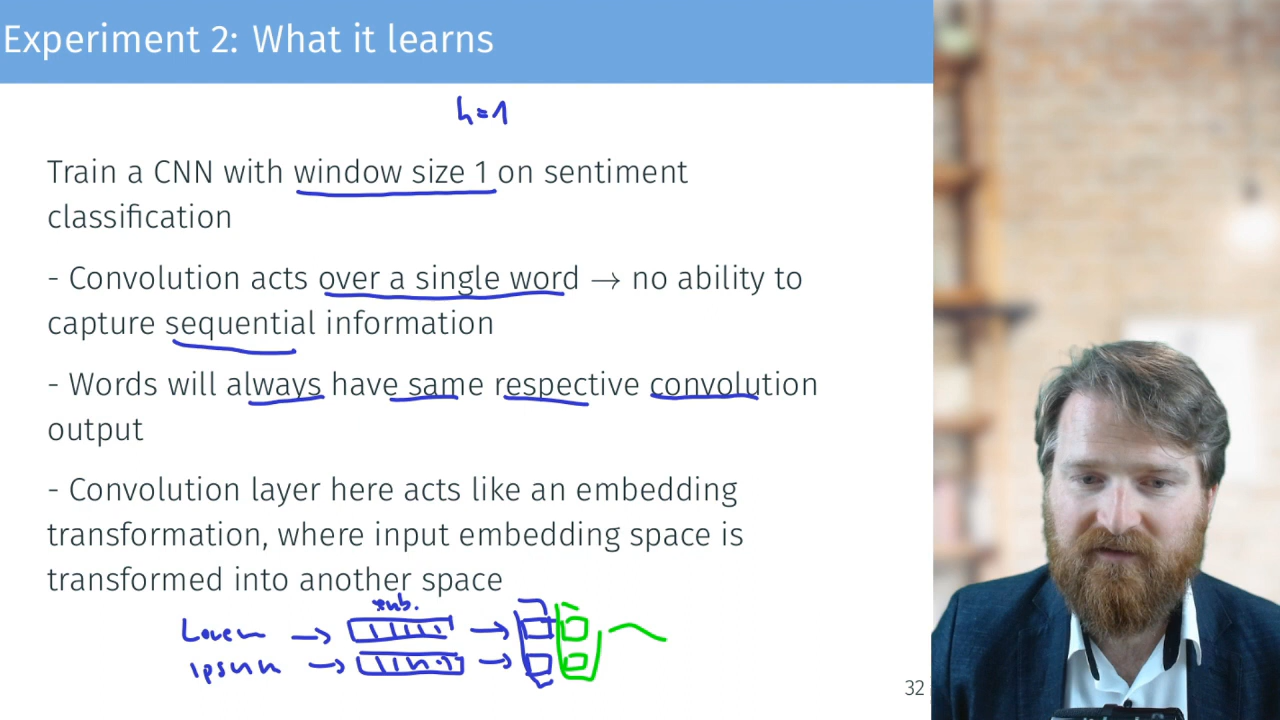 Experiment 2: What it learns
h=1
Train a CNN with window size 1 on sentiment
classification
- Convolution acts over a single word → no ability to
capture sequential information
- Words will always have same respective convolution
output
- Convolution layer here acts like an embedding
transformation, where input embedding space is
transformed into another space
emb.
Lorem →
Ipsum →
32